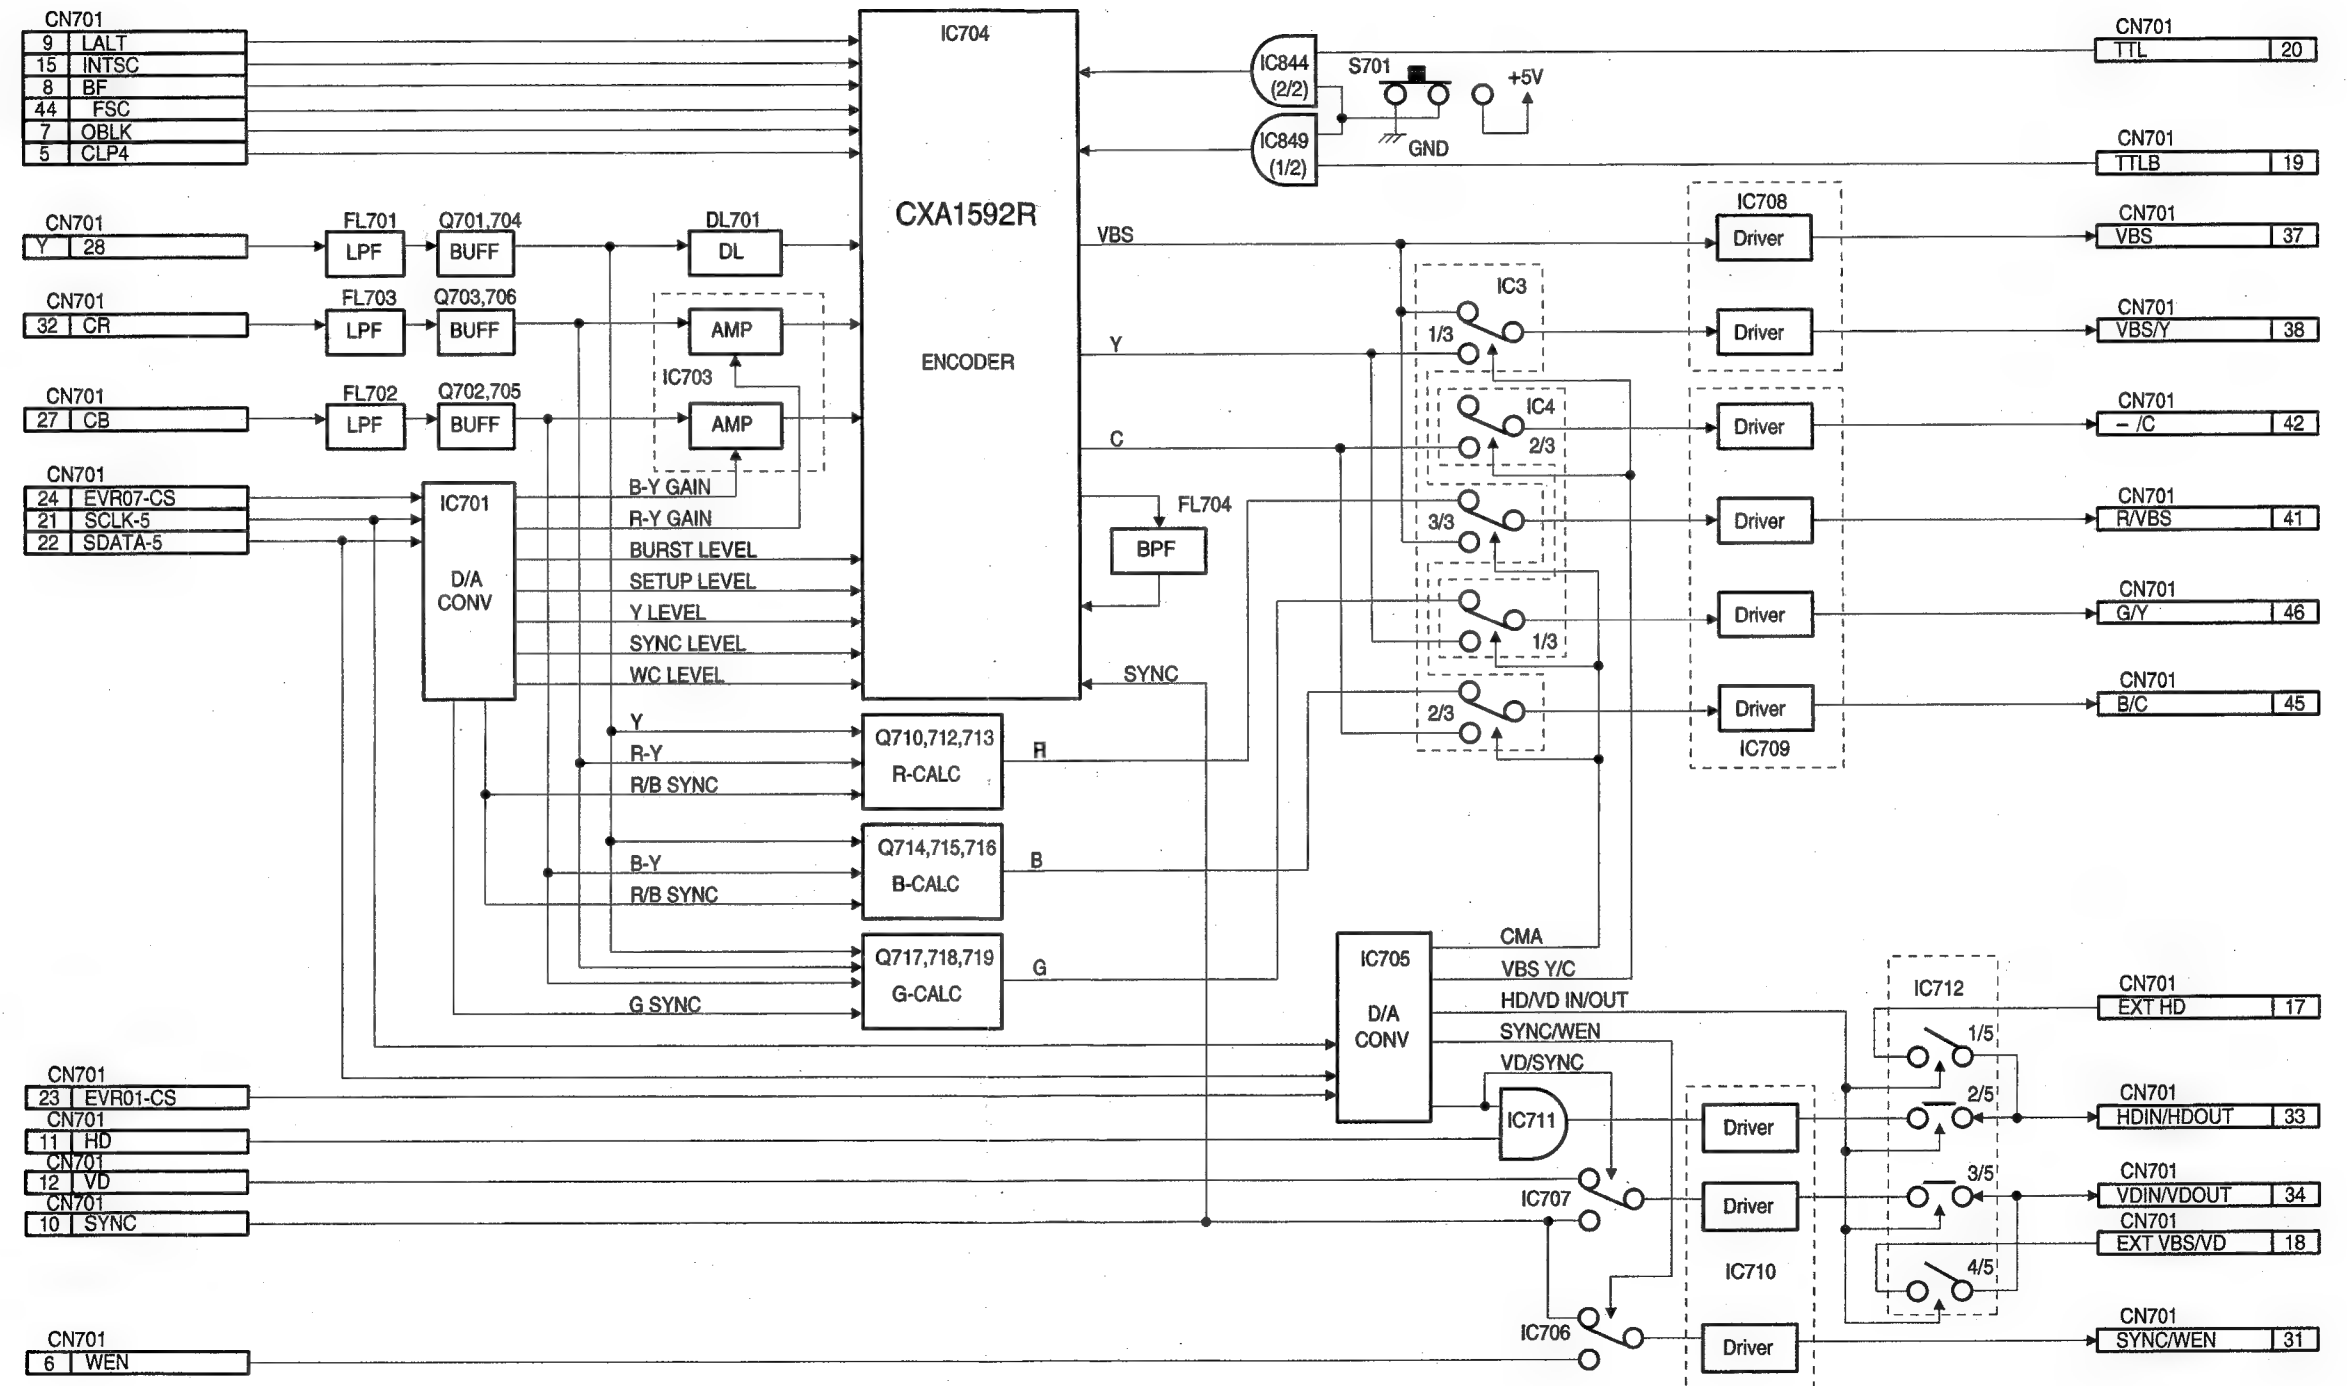 CN701
9 LALT
15 INTSC
8 BF
44 FSC
7 OBLK
5 CLP4
CN701
Y 28
CN701
32 CR
CN701
27 CB
CN701
24 EVR07-CS
21 SCLK-5
22 SDATA-5
FL701
LPF
Q701,704
BUFF
DL701
DL
FL703
LPF
Q703,706
BUFF
AMP
IC703
FL702
LPF
Q702,705
BUFF
AMP
IC701
D/A
CONV
B-Y GAIN
R-Y GAIN
BURST LEVEL
SETUP LEVEL
Y LEVEL
SYNC LEVEL
WC LEVEL
IC704
CXA1592R
ENCODER
Y
R-Y
R/B SYNC
Q710,712,713
R-CALC
R
B-Y
R/B SYNC
Q714,715,716
B-CALC
B
G SYNC
Q717,718,719
G-CALC
G
IC844
(2/2)
IC849
(1/2)
S701
+5V
GND
VBS
Y
C
FL704
BPF
SYNC
IC3
1/3
IC4
2/3
3/3
1/3
2/3
IC708
Driver
Driver
Driver
Driver
Driver
Driver
IC709
CN701
TTL 20
CN701
TTLB 19
CN701
VBS 37
CN701
VBS/Y 38
CN701
– /C 42
CN701
R/VBS 41
CN701
G/Y 46
CN701
B/C 45
IC705
D/A
CONV
CMA
VBS Y/C
HD/VD IN/OUT
SYNC/WEN
VD/SYNC
IC711
IC707
IC706
Driver
Driver
IC710
Driver
IC712
1/5
2/5
3/5
4/5
CN701
EXT HD 17
CN701
HDIN/HDOUT 33
CN701
VDIN/VDOUT 34
CN701
EXT VBS/VD 18
CN701
SYNC/WEN 31
CN701
23 EVR01-CS
CN701
11 HD
CN701
12 VD
CN701
10 SYNC
CN701
6 WEN